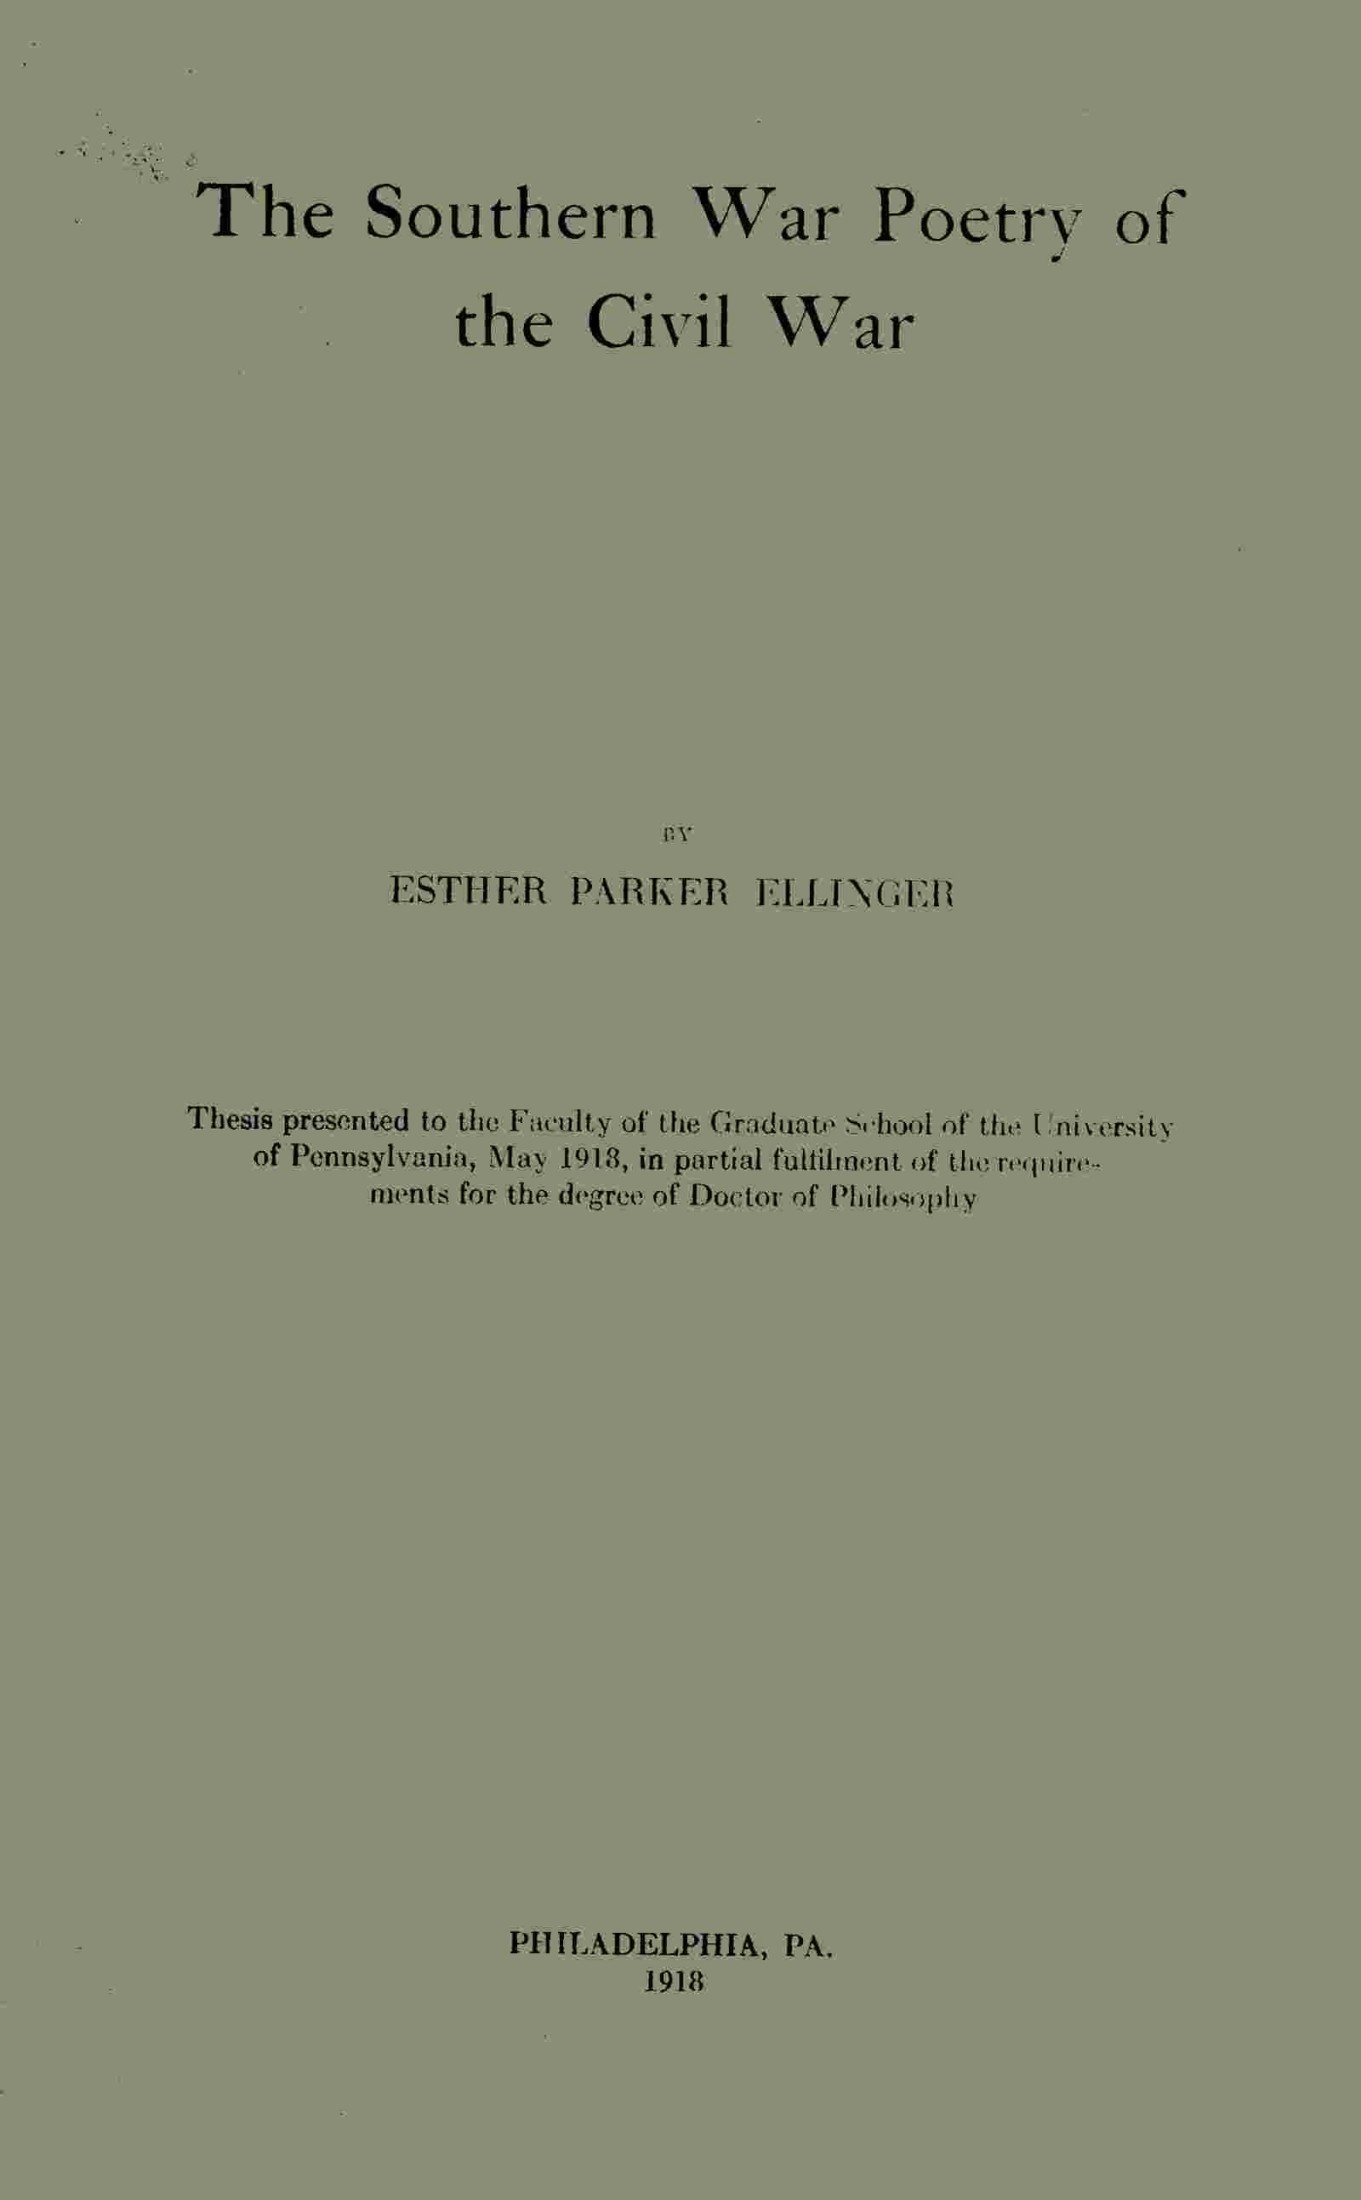 The Southern War Poetry of
the Civil War
BY
ESTHER PARKER ELLINGER
Thesis presented to the Faculty of the Graduate School of the University
of Pennsylvania, May 1918, in partial fulfilment of the require-
ments for the degree of Doctor of Philosophy
PHILADELPHIA, PA.
1918